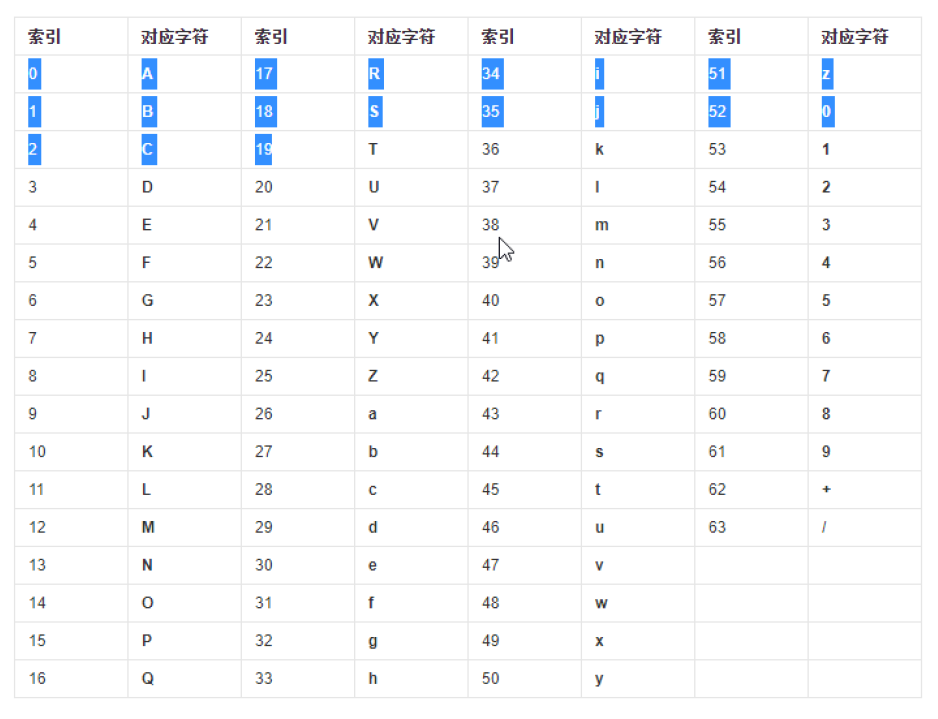 索引 对应字符 索引 对应字符 索引 对应字符 索引 对应字符
0 A 17 R 34 i 51 z
1 B 18 S 35 j 52 0
2 C 19 T 36 k 53 1
3 D 20 U 37 l 54 2
4 E 21 V 38 m 55 3
5 F 22 W 39 n 56 4
6 G 23 X 40 o 57 5
7 H 24 Y 41 p 58 6
8 I 25 Z 42 q 59 7
9 J 26 a 43 r 60 8
10 K 27 b 44 s 61 9
11 L 28 c 45 t 62 +
12 M 29 d 46 u 63 /
13 N 30 e 47 v
14 O 31 f 48 w
15 P 32 g 49 x
16 Q 33 h 50 y